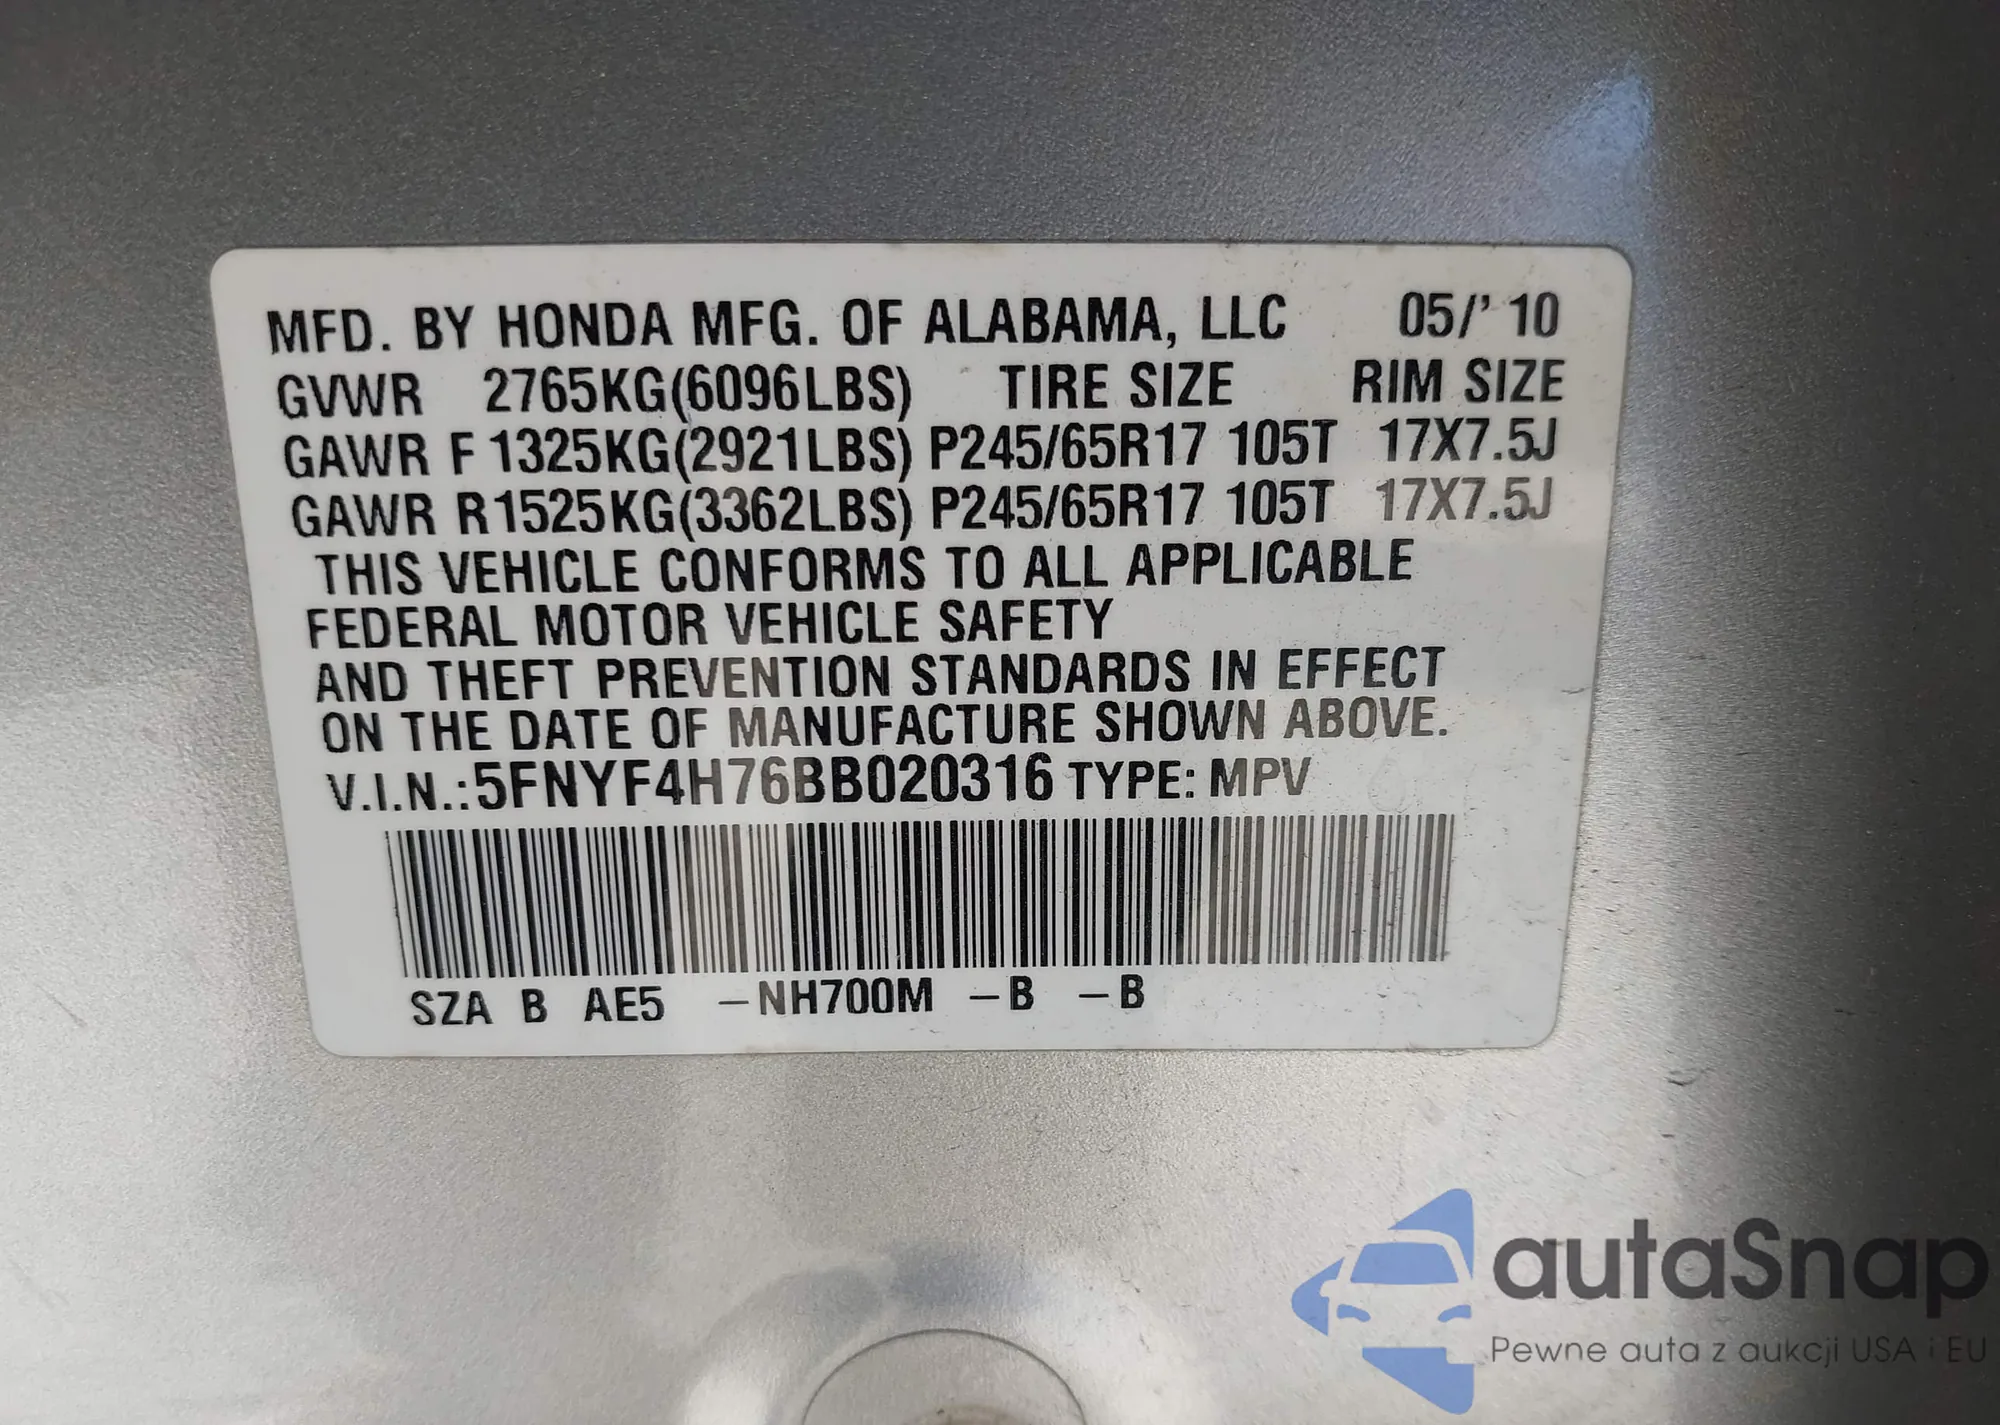 MFD. BY HONDA MFG. OF ALABAMA, LLC 05/' 10
GVWR 2765KG(6096LBS) TIRE SIZE RIM SIZE
GAWR F 1325KG(2921LBS) P245/65R17 105T 17X7.5J
GAWR R 1525KG(3362LBS) P245/65R17 105T 17X7.5J
THIS VEHICLE CONFORMS TO ALL APPLICABLE
FEDERAL MOTOR VEHICLE SAFETY
AND THEFT PREVENTION STANDARDS IN EFFECT
ON THE DATE OF MANUFACTURE SHOWN ABOVE.
V.I.N.:5FNYF4H76BB020316 TYPE: MPV
SZA B AE5 –NH700M –B –B
autaSnap
Pewne auta z aukcji USA i EU